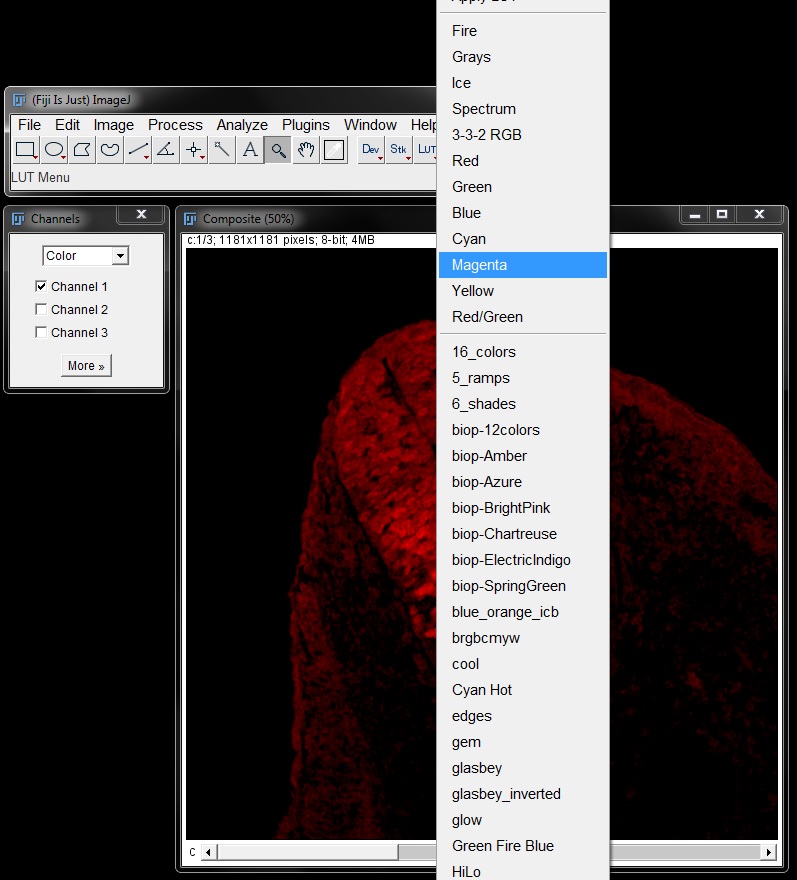 Fire
Grays
Ice
Spectrum
3-3-2 RGB
Red
Green
Blue
Cyan
Magenta
Yellow
Red/Green
16_colors
5_ramps
6_shades
biop-12colors
biop-Amber
biop-Azure
biop-BrightPink
biop-Chartreuse
biop-ElectricIndigo
biop-SpringGreen
blue_orange_icb
brgbcmyw
cool
Cyan Hot
edges
gem
glasbey
glasbey_inverted
glow
Green Fire Blue
HiLo
(Fiji Is Just) ImageJ
File Edit Image Process Analyze Plugins Window Help
A Dev Stk LUT
LUT Menu
Channels
Color
Channel 1
Channel 2
Channel 3
More »
Composite (50%)
c:1/3; 1181x1181 pixels; 8-bit; 4MB
c